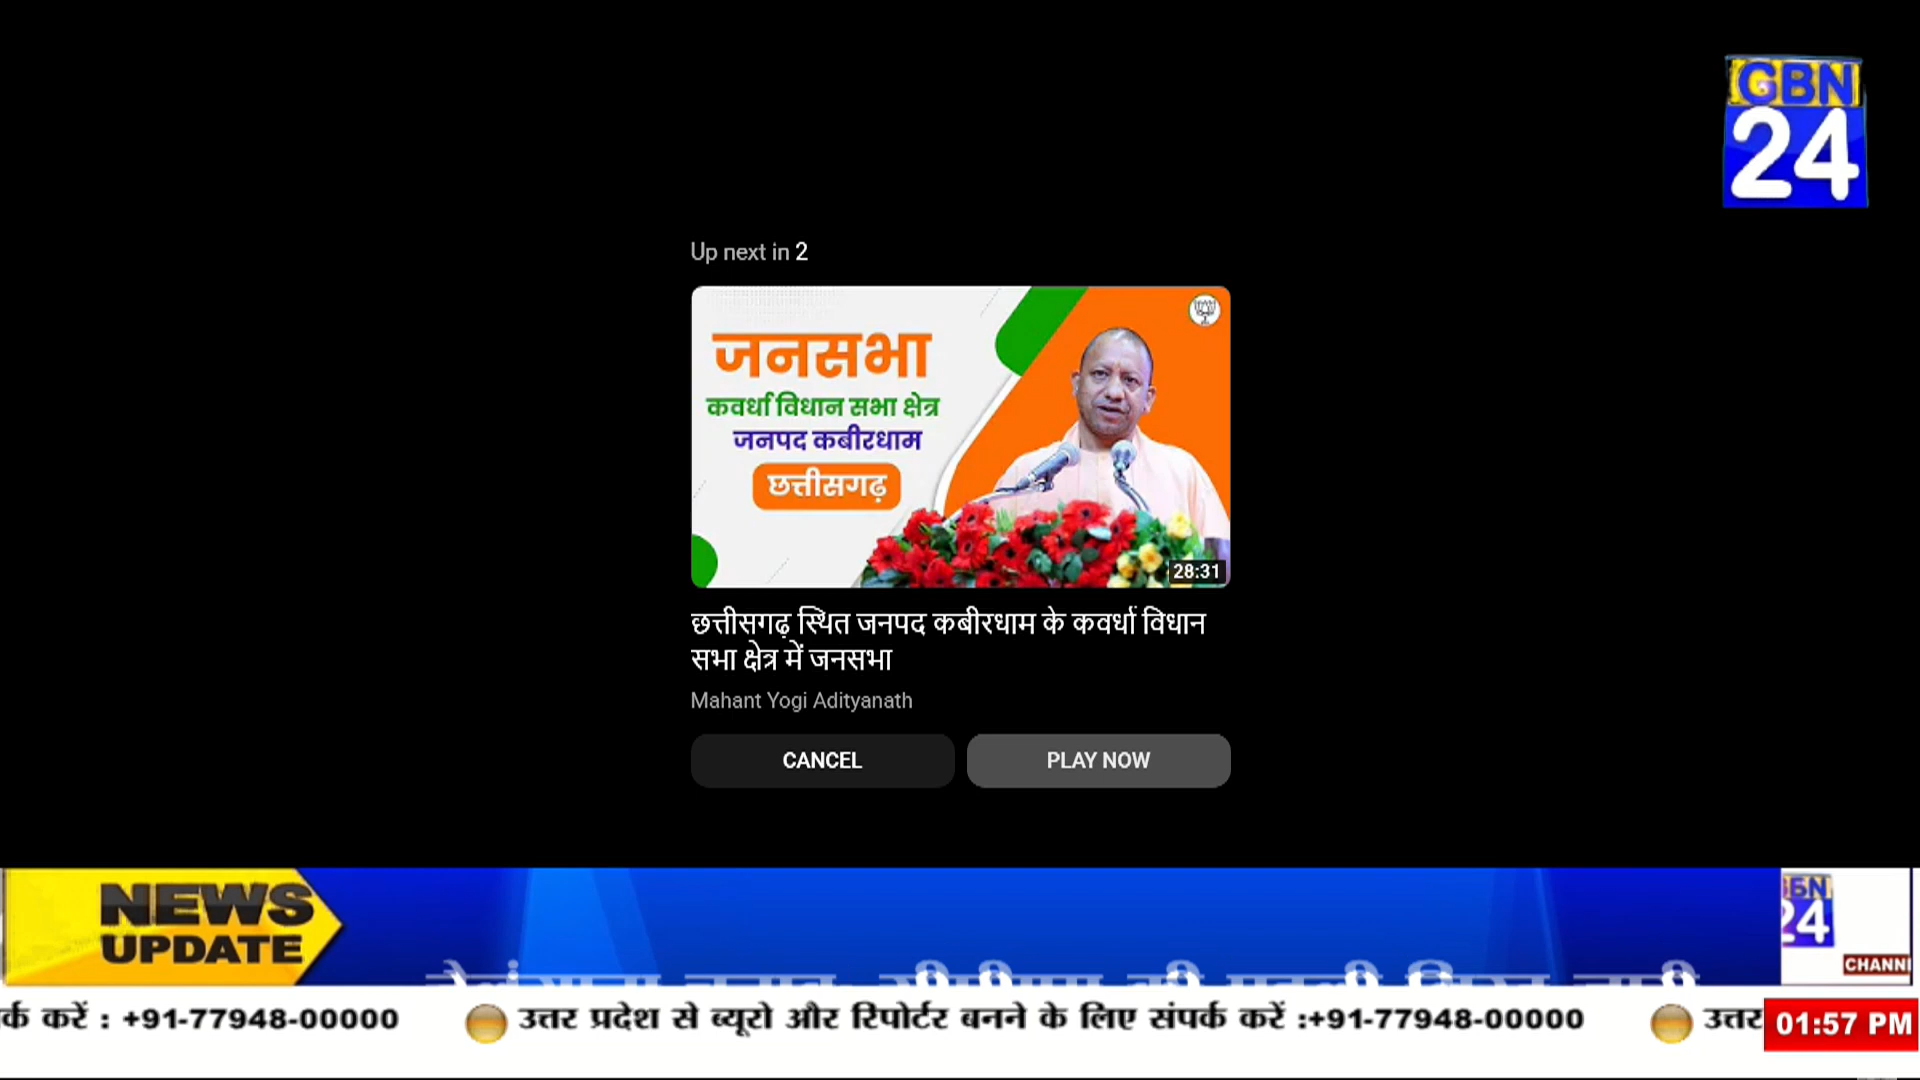 GBN
24
Up next in 2
जनसभा
कवर्धा विधान सभा क्षेत्र
जनपद कबीरधाम
छत्तीसगढ़
28:31
छत्तीसगढ़ स्थित जनपद कबीरधाम के कवर्धा विधान
सभा क्षेत्र में जनसभा
Mahant Yogi Adityanath
CANCEL PLAY NOW
NEWS
UPDATE
GBN
24
CHANN
र्क करें : +91-77948-00000 उत्तर प्रदेश से ब्यूरो और रिपोर्टर बनने के लिए संपर्क करें :+91-77948-00000 उत्तर
01:57 PM